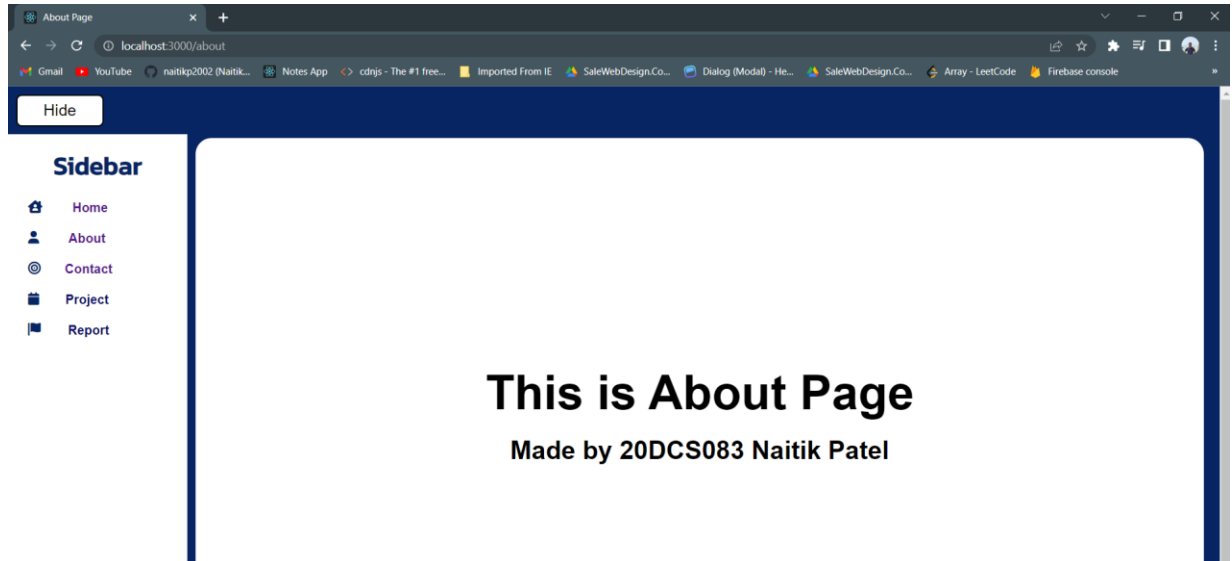 About Page
localhost:3000/about
Gmail YouTube naitikp2002 (Naitik... Notes App cdnjs - The #1 free... Imported From IE SaleWebDesign.Co... Dialog (Modal) - He... SaleWebDesign.Co... Array - LeetCode Firebase console
Hide
Sidebar
Home
About
Contact
Project
Report
This is About Page
Made by 20DCS083 Naitik Patel